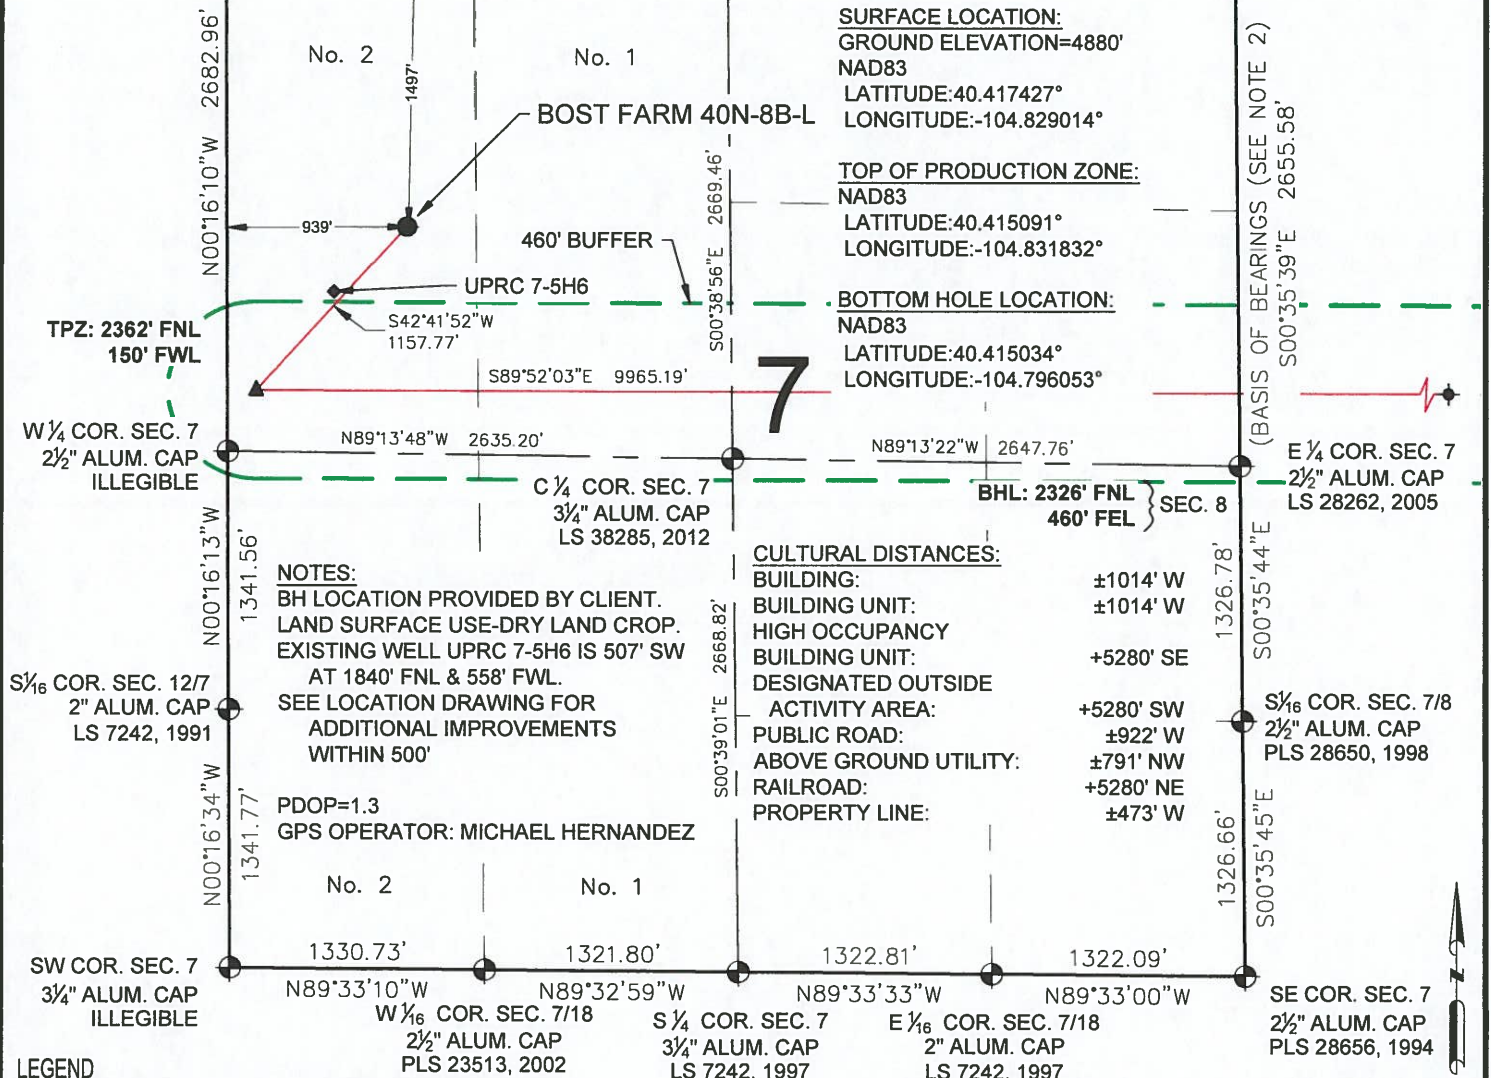 2682.96'
N00°16'10"W
No. 2
1497'
No. 1
BOST FARM 40N-8B-L
939'
460' BUFFER
UPRC 7-5H6
S42°41'52"W
1157.77'
TPZ: 2362' FNL
150' FWL
S89°52'03"E 9965.19'
S00°38'56"E 2669.46'
7
SURFACE LOCATION:
GROUND ELEVATION=4880'
NAD83
LATITUDE:40.417427°
LONGITUDE:-104.829014°
TOP OF PRODUCTION ZONE:
NAD83
LATITUDE:40.415091°
LONGITUDE:-104.831832°
BOTTOM HOLE LOCATION:
NAD83
LATITUDE:40.415034°
LONGITUDE:-104.796053°
(BASIS OF BEARINGS (SEE NOTE 2)
S00°35'39"E 2655.58'
W ¼ COR. SEC. 7
2½" ALUM. CAP
ILLEGIBLE
N89°13'48"W 2635.20'
N89°13'22"W 2647.76'
E ¼ COR. SEC. 7
2½" ALUM. CAP
LS 28262, 2005
C ¼ COR. SEC. 7
3¼" ALUM. CAP
LS 38285, 2012
BHL: 2326' FNL
460' FEL
SEC. 8
N00°16'13"W
1341.56'
NOTES:
BH LOCATION PROVIDED BY CLIENT.
LAND SURFACE USE-DRY LAND CROP.
EXISTING WELL UPRC 7-5H6 IS 507' SW
AT 1840' FNL & 558' FWL.
SEE LOCATION DRAWING FOR
ADDITIONAL IMPROVEMENTS
WITHIN 500'
PDOP=1.3
GPS OPERATOR: MICHAEL HERNANDEZ
S00°39'01"E 2668.82'
CULTURAL DISTANCES:
BUILDING: ±1014' W
BUILDING UNIT: ±1014' W
HIGH OCCUPANCY
BUILDING UNIT: +5280' SE
DESIGNATED OUTSIDE
ACTIVITY AREA: +5280' SW
PUBLIC ROAD: ±922' W
ABOVE GROUND UTILITY: ±791' NW
RAILROAD: +5280' NE
PROPERTY LINE: ±473' W
1326.78'
S00°35'44"E
S 1/16 COR. SEC. 12/7
2" ALUM. CAP
LS 7242, 1991
S 1/16 COR. SEC. 7/8
2½" ALUM. CAP
PLS 28650, 1998
N00°16'34"W
1341.77'
1326.66'
S00°35'45"E
No. 2
No. 1
1330.73'
1321.80'
1322.81'
1322.09'
SW COR. SEC. 7
3¼" ALUM. CAP
ILLEGIBLE
N89°33'10"W
N89°32'59"W
N89°33'33"W
N89°33'00"W
W 1/16 COR. SEC. 7/18
2½" ALUM. CAP
PLS 23513, 2002
S ¼ COR. SEC. 7
3¼" ALUM. CAP
LS 7242, 1997
E 1/16 COR. SEC. 7/18
2" ALUM. CAP
LS 7242, 1997
SE COR. SEC. 7
2½" ALUM. CAP
PLS 28656, 1994
N
LEGEND